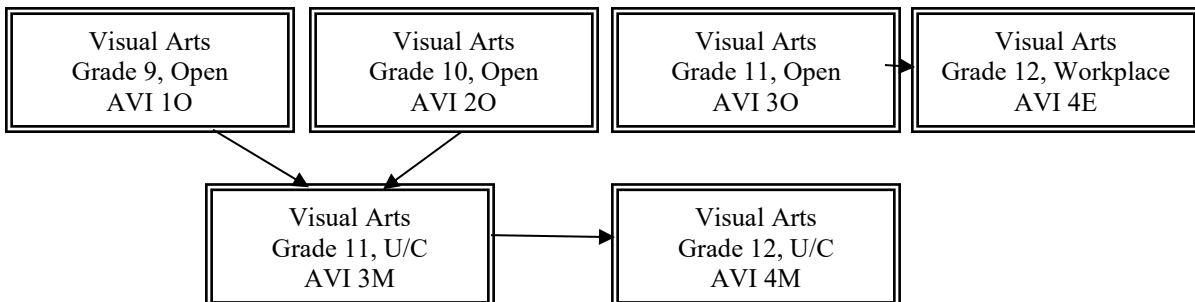 Visual Arts
Grade 9, Open
AVI 1O
Visual Arts
Grade 10, Open
AVI 2O
Visual Arts
Grade 11, Open
AVI 3O
Visual Arts
Grade 12, Workplace
AVI 4E
Visual Arts
Grade 11, U/C
AVI 3M
Visual Arts
Grade 12, U/C
AVI 4M